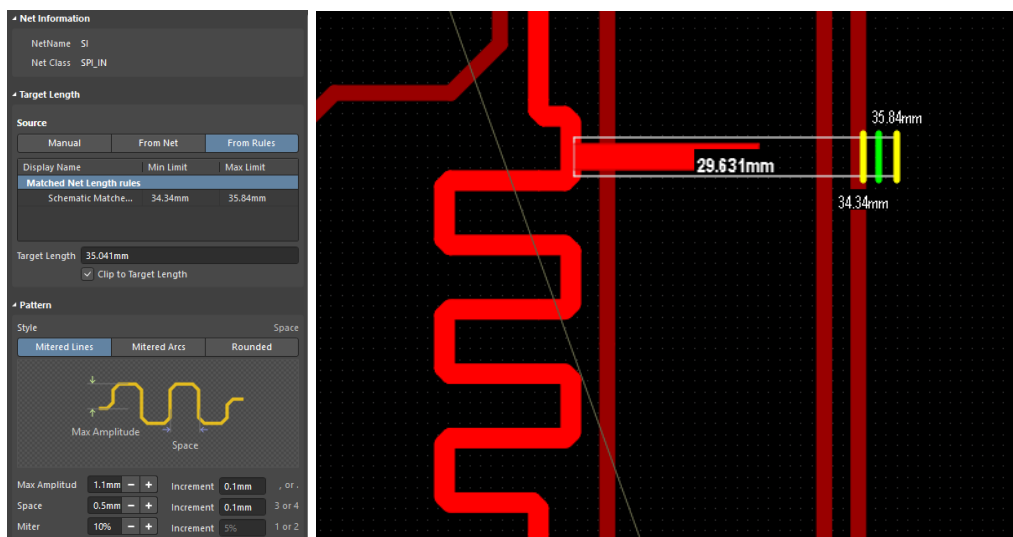 Net Information
NetName SI
Net Class SPI_IN
Target Length
Source
Manual From Net From Rules
Display Name Min Limit Max Limit
Matched Net Length rules
Schematic Matche... 34.34mm 35.84mm
Target Length 35.041mm
Clip to Target Length
Pattern
Style Space
Mitered Lines Mitered Arcs Rounded
Max Amplitude
Space
Max Amplitud 1.1mm - + Increment 0.1mm , or .
Space 0.5mm - + Increment 0.1mm 3 or 4
Miter 10% - + Increment 5% 1 or 2
35.84mm
29.631mm
34.34mm